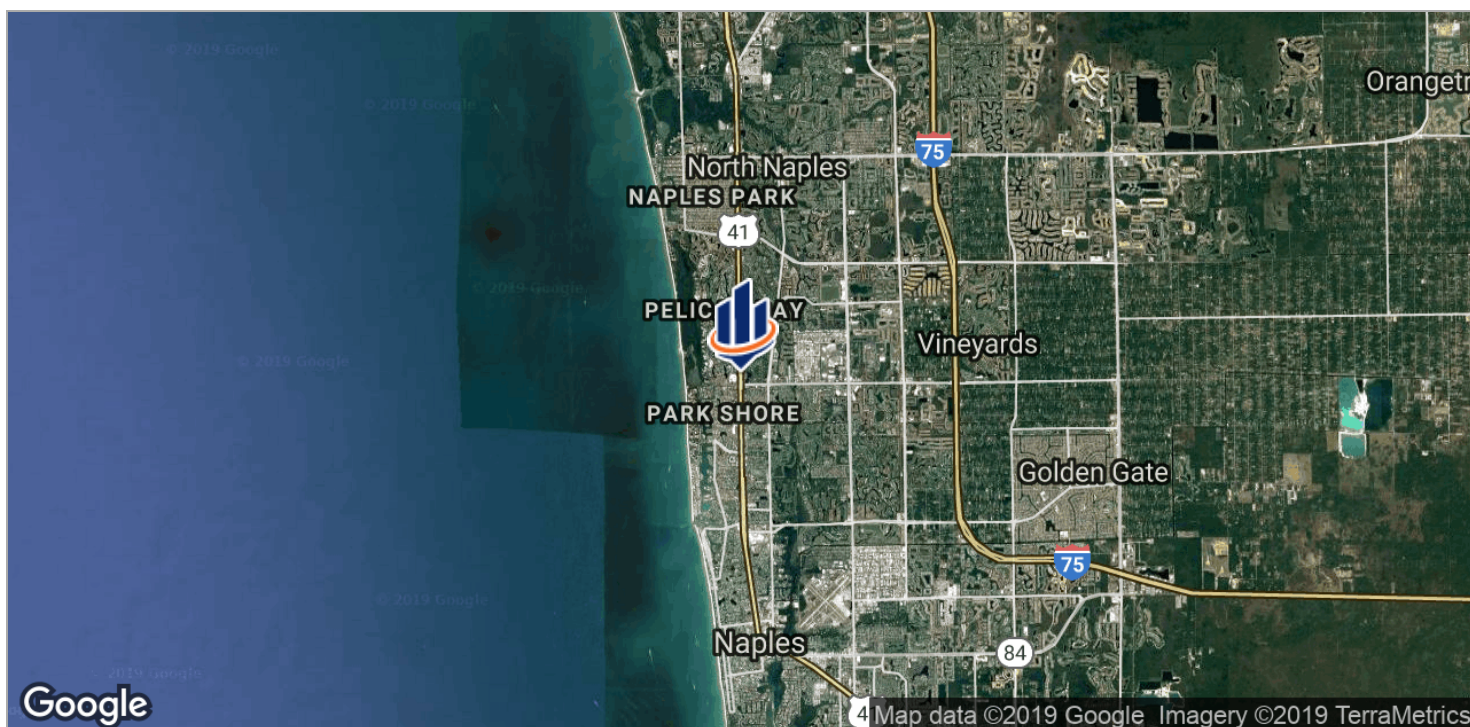 © 2019 Google
© 2019 Google
Orangetr
75
North Naples
NAPLES PARK
41
© 2019 Google
PELIC AY
Vineyards
© 2019 Google
PARK SHORE
Golden Gate
75
© 2019 Google
Naples
84
© 2019 Google
Google
4
Map data ©2019 Google Imagery ©2019 TerraMetrics